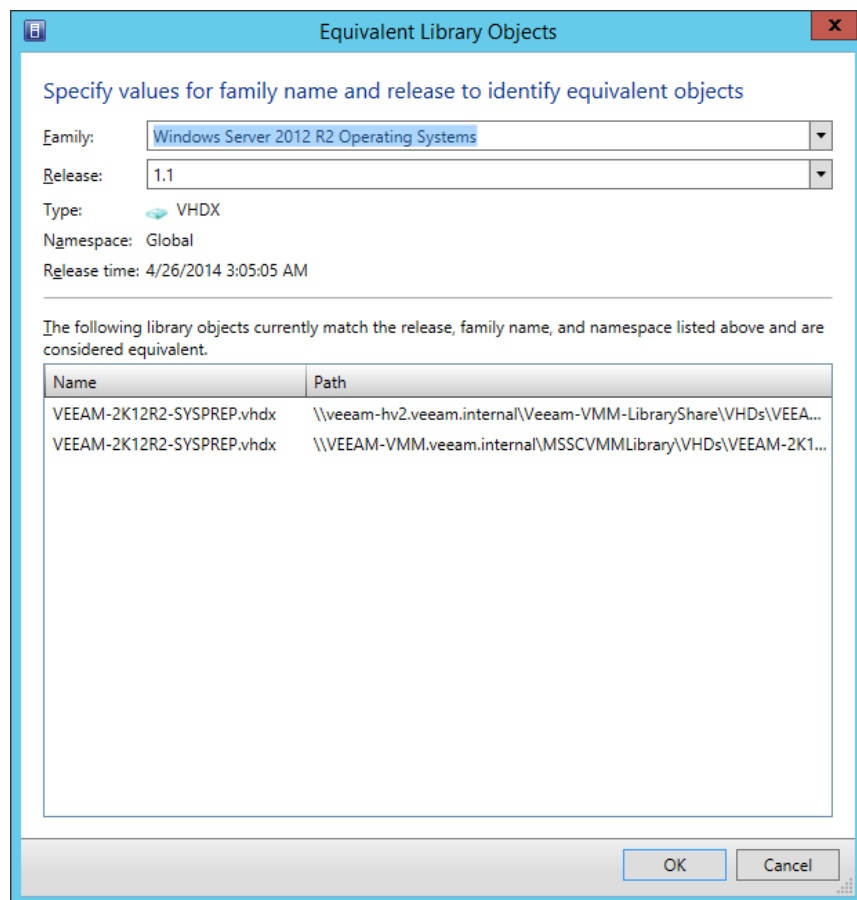 Equivalent Library Objects
x
Specify values for family name and release to identify equivalent objects
Family: Windows Server 2012 R2 Operating Systems
Release: 1.1
Type: VHDX
Namespace: Global
Release time: 4/26/2014 3:05:05 AM
The following library objects currently match the release, family name, and namespace listed above and are
considered equivalent.
Name Path
VEEAM-2K12R2-SYSPREP.vhdx \\veeam-hv2.veeam.internal\Veeam-VMM-LibraryShare\VHDs\VEEA...
VEEAM-2K12R2-SYSPREP.vhdx \\VEEAM-VMM.veeam.internal\MSSCVMMLibrary\VHDs\VEEAM-2K1...
OK Cancel